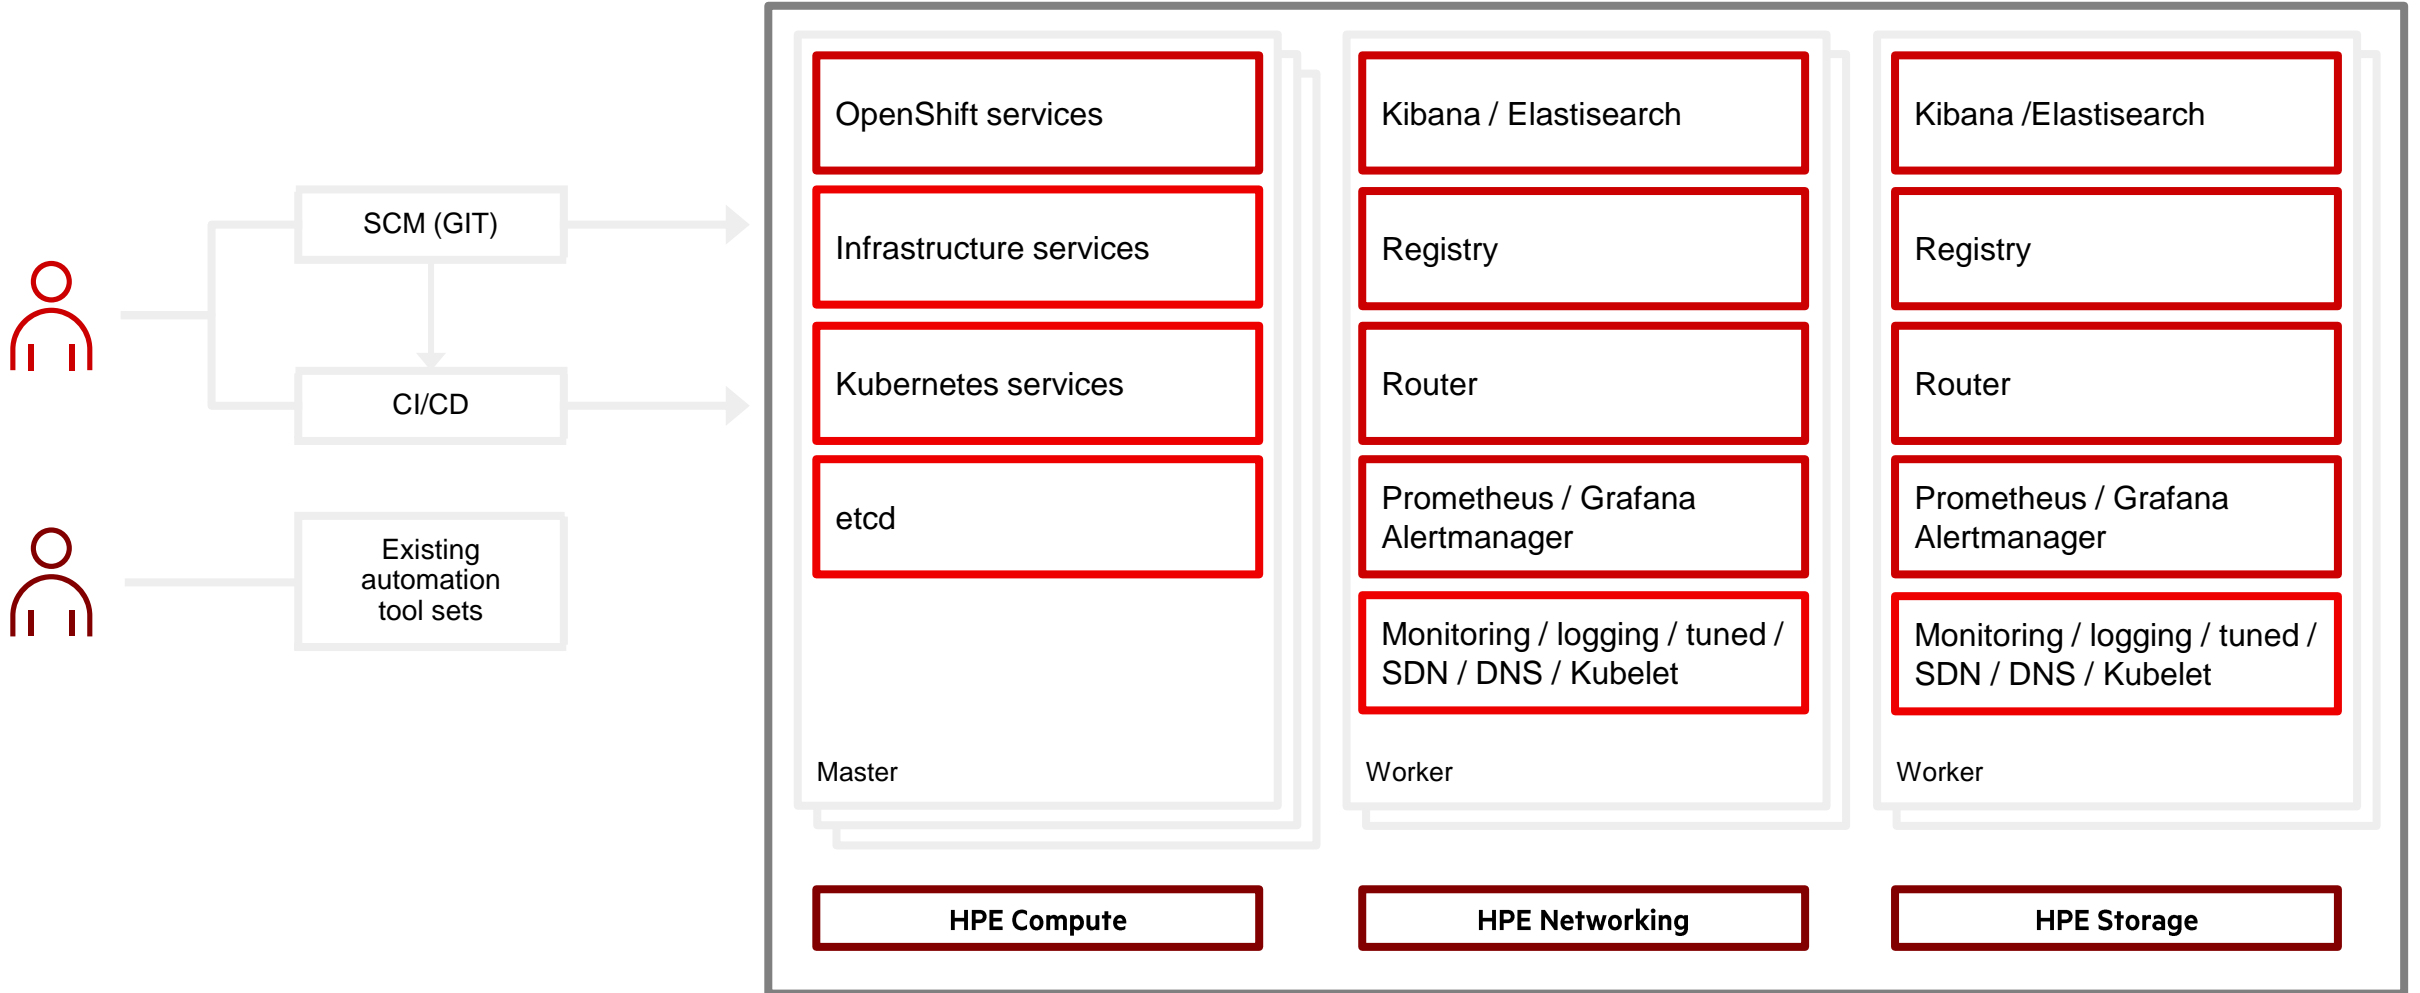 SCM (GIT)
CI/CD
Existing
automation
tool sets
OpenShift services
Infrastructure services
Kubernetes services
etcd
Master
Kibana / Elastisearch
Registry
Router
Prometheus / Grafana
Alertmanager
Monitoring / logging / tuned /
SDN / DNS / Kubelet
Worker
Kibana /Elastisearch
Registry
Router
Prometheus / Grafana
Alertmanager
Monitoring / logging / tuned /
SDN / DNS / Kubelet
Worker
HPE Compute
HPE Networking
HPE Storage